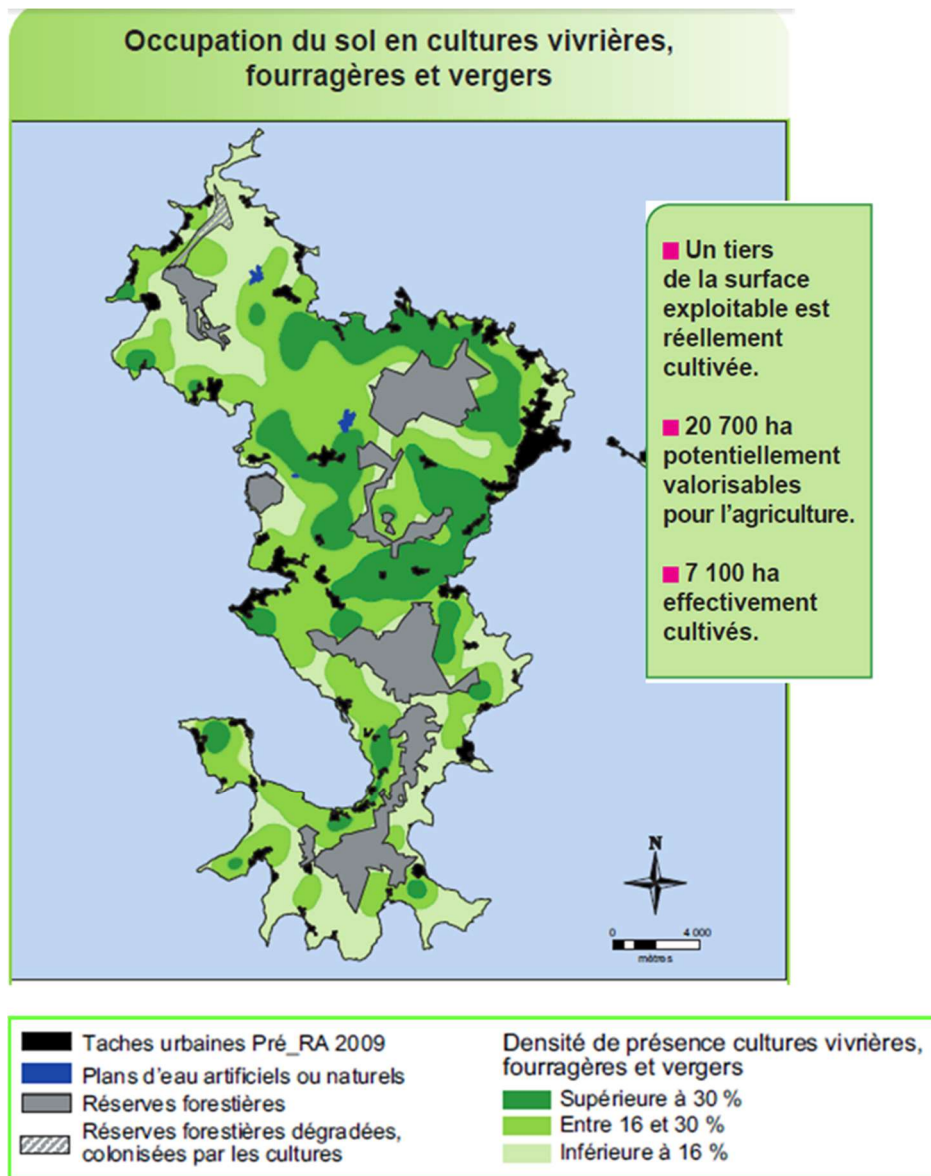 Occupation du sol en cultures vivrières,
fourragères et vergers
■ Un tiers
de la surface
exploitable est
réellement
cultivée.
■ 20 700 ha
potentiellement
valorisables
pour l'agriculture.
■ 7 100 ha
effectivement
cultivés.
N
0 4 000
mètres
Taches urbaines Pré_RA 2009
Plans d'eau artificiels ou naturels
Réserves forestières
Réserves forestières dégradées,
colonisées par les cultures
Densité de présence cultures vivrières,
fourragères et vergers
Supérieure à 30 %
Entre 16 et 30 %
Inférieure à 16 %